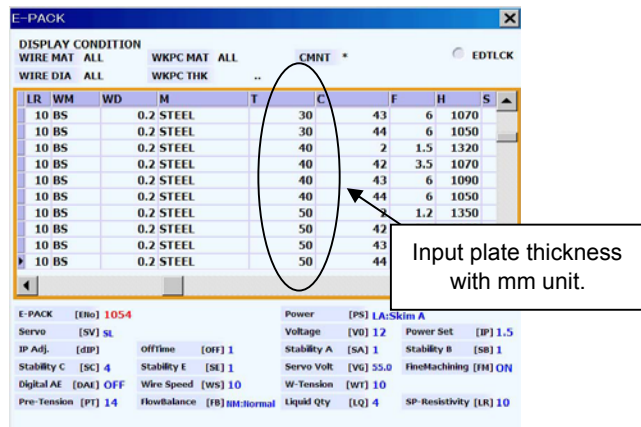 E-PACK
DISPLAY CONDITION
WIRE MAT ALL WKPC MAT ALL CMNT * EDTLCK
WIRE DIA ALL WKPC THK ..
LR WM WD M T C F H S
10 BS 0.2 STEEL 30 43 6 1070
10 BS 0.2 STEEL 30 44 6 1050
10 BS 0.2 STEEL 40 2 1.5 1320
10 BS 0.2 STEEL 40 42 3.5 1070
10 BS 0.2 STEEL 40 43 6 1090
10 BS 0.2 STEEL 40 44 6 1050
10 BS 0.2 STEEL 50 2 1.2 1350
10 BS 0.2 STEEL 50 42
10 BS 0.2 STEEL 50 43
10 BS 0.2 STEEL 50 44
Input plate thickness
with mm unit.
E-PACK [ENo] 1054 Power [PS] LA:Skim A
Servo [SV] SL Voltage [V0] 12 Power Set [IP] 1.5
IP Adj. [dIP] OffTime [OFF] 1 Stability A [SA] 1 Stability B [SB] 1
Stability C [SC] 4 Stability E [SE] 1 Servo Volt [VG] 55.0 FineMachining [FM] ON
Digital AE [DAE] OFF Wire Speed [WS] 10 W-Tension [WT] 10
Pre-Tension [PT] 14 FlowBalance [FB] NM:Normal Liquid Qty [LQ] 4 SP-Resistivity [LR] 10